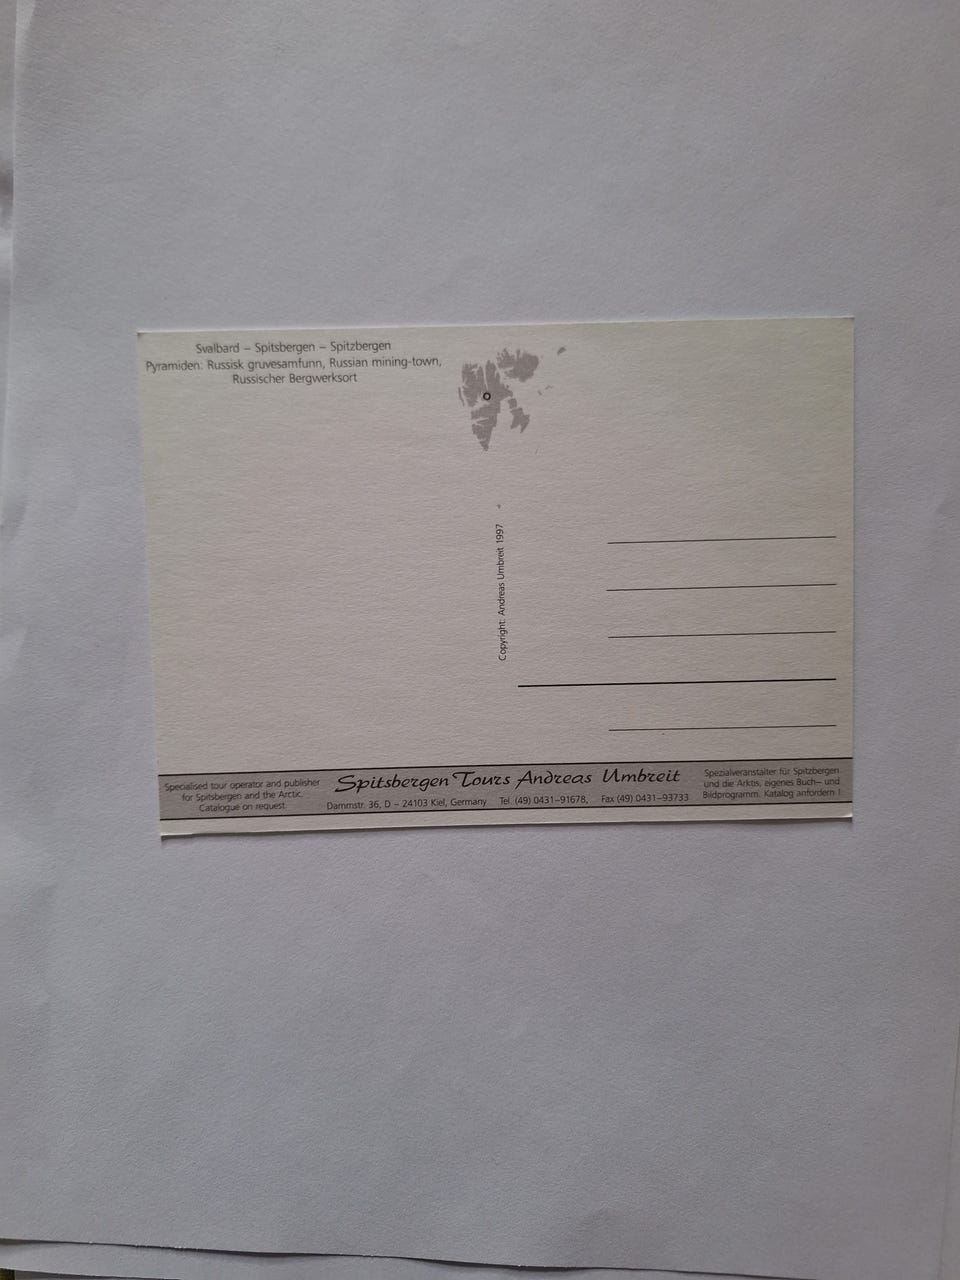 Svalbard – Spitsbergen – Spitzbergen
Pyramiden: Russisk gruvesamfunn, Russian mining-town,
Russischer Bergwerksort
Copyright: Andreas Umbreit 1997
Specialised tour operator and publisher
for Spitsbergen and the Arctic.
Catalogue on request.
Spitsbergen Tours Andreas Umbreit
Dammstr. 36, D – 24103 Kiel, Germany Tel. (49) 0431–91678, Fax (49) 0431–93733
Spezialveranstalter für Spitzbergen
und die Arktis, eigenes Buch– und
Bildprogramm. Katalog anfordern !